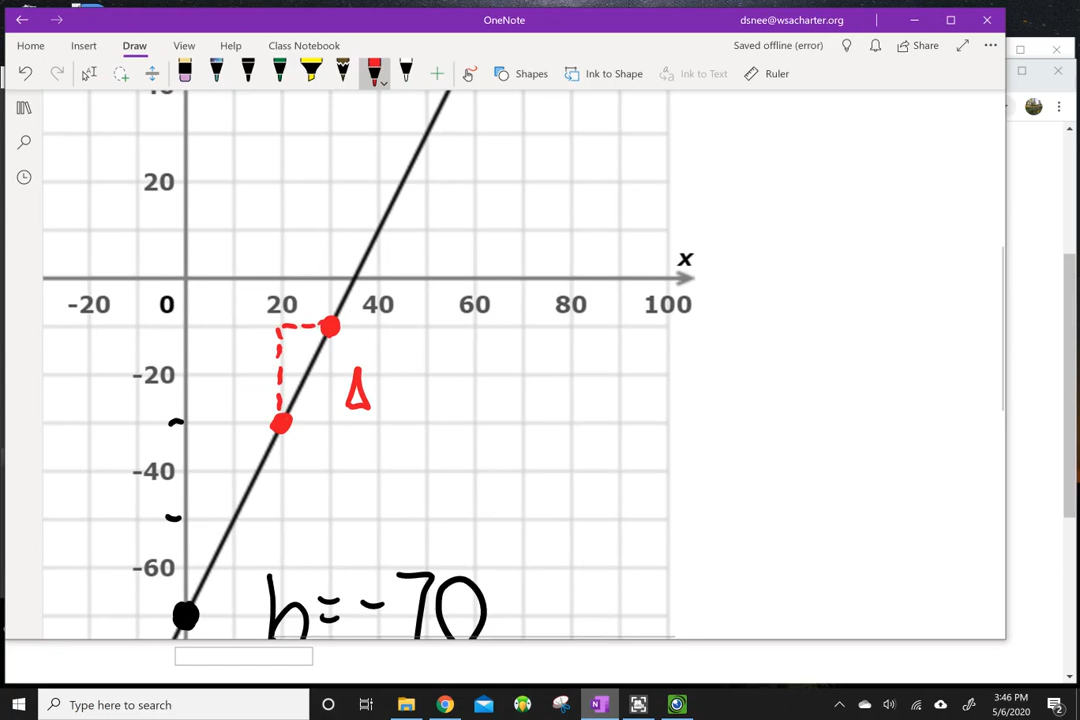 OneNote
dsnee@wsacharter.org
Home Insert Draw View Help Class Notebook
Saved offline (error)
Share
Shapes
Ink to Shape
Ink to Text
Ruler
20
x
-20 0 20 40 60 80 100
-20
Δ
-40
-60
b=-70
Type here to search
3:46 PM
5/6/2020
2